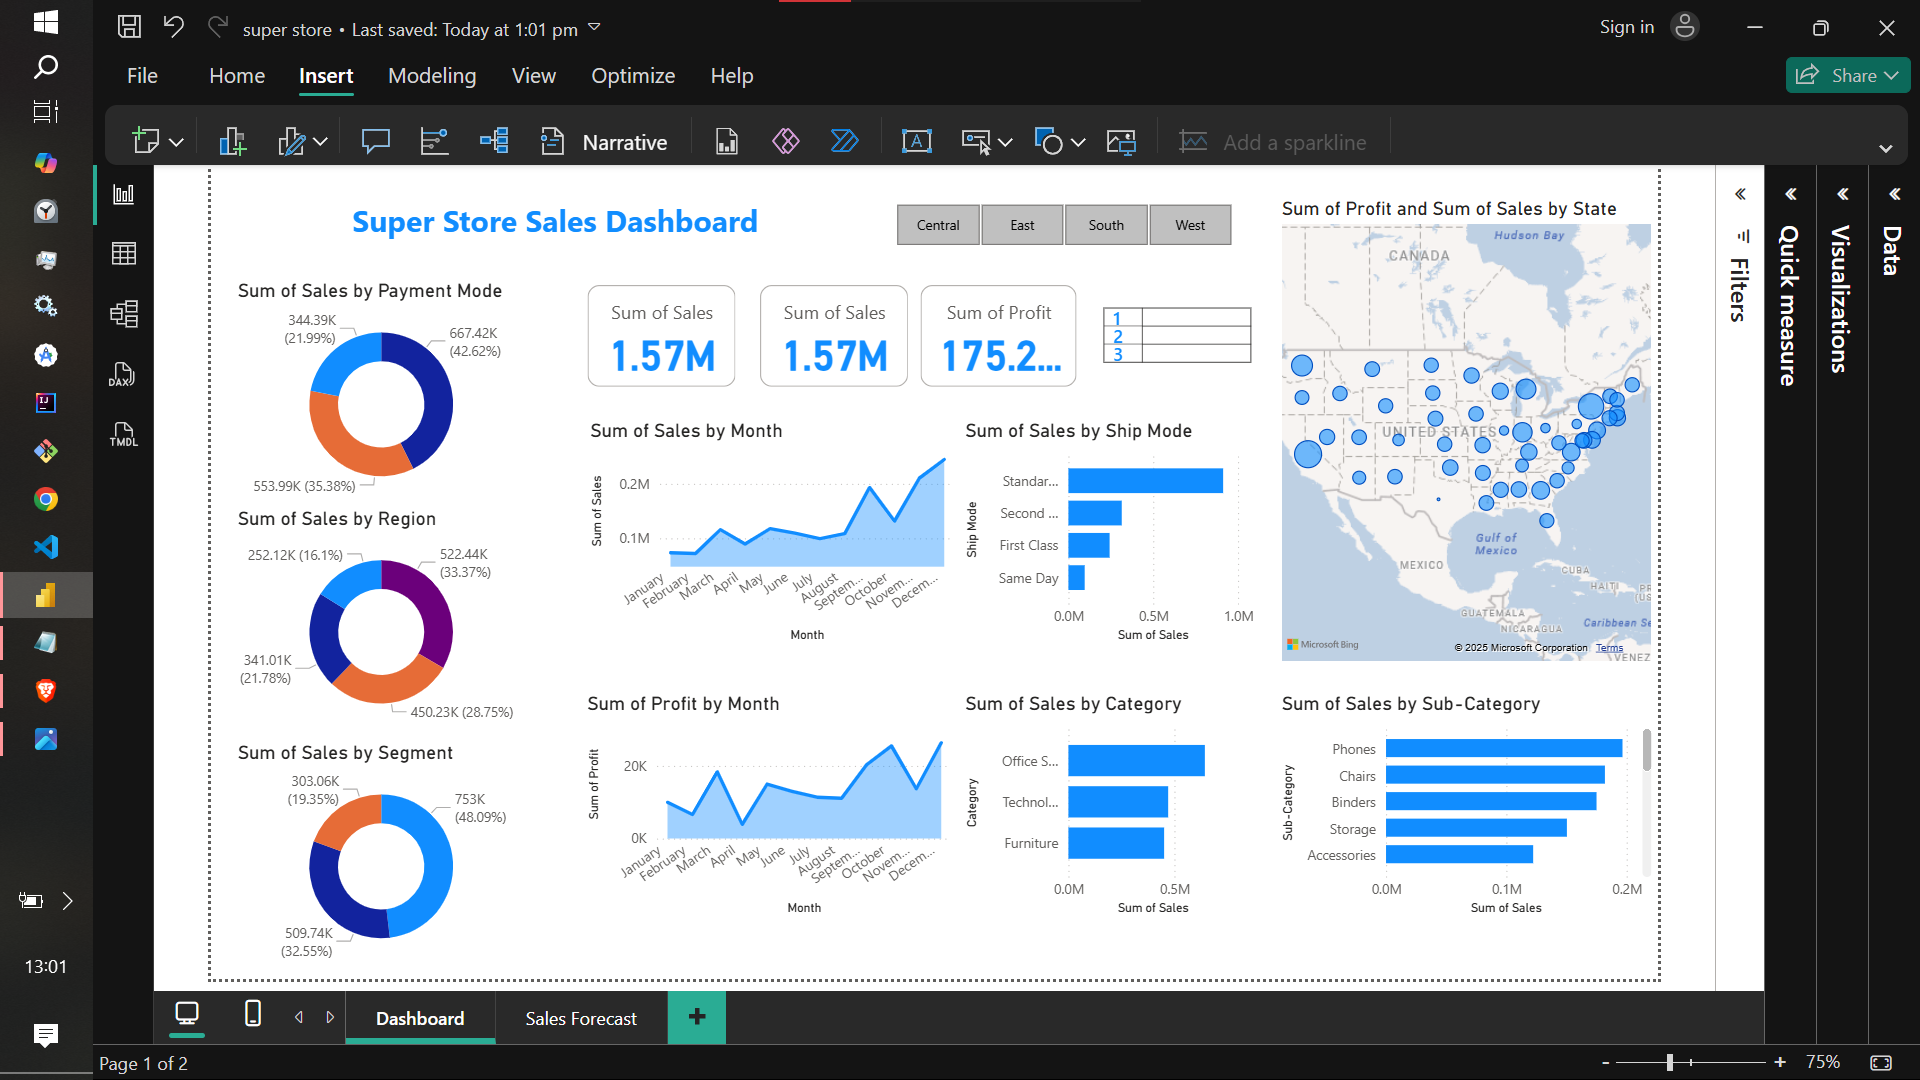 super store • Last saved: Today at 1:01 pm
Sign in
File Home Insert Modeling View Optimize Help
Share
Narrative
Add a sparkline
Super Store Sales Dashboard
Central East South West
Sum of Sales by Payment Mode
344.39K
(21.99%)
667.42K
(42.62%)
553.99K (35.38%)
Sum of Sales by Region
252.12K (16.1%)
522.44K
(33.37%)
341.01K
(21.78%)
450.23K (28.75%)
Sum of Sales by Segment
303.06K
(19.35%)
753K
(48.09%)
509.74K
(32.55%)
Sum of Sales
1.57M
Sum of Sales
1.57M
Sum of Profit
175.2...
1
2
3
Sum of Sales by Month
Sum of Sales
0.2M
0.1M
January
February
March
April
May
June
July
August
Septem...
October
Novem...
Decem...
Month
Sum of Sales by Ship Mode
Ship Mode
Standar...
Second ...
First Class
Same Day
0.0M 0.5M 1.0M
Sum of Sales
Sum of Profit and Sum of Sales by State
Hudson Bay
CANADA
UNITED STATES
Gulf of
Mexico
MEXICO
CUBA
HAITI
PR
(US
GUATEMALA
NICARAGUA
Caribbean Se
VENEZ
Microsoft Bing
© 2025 Microsoft Corporation Terms
Sum of Profit by Month
Sum of Profit
20K
0K
January
February
March
April
May
June
July
August
Septem...
October
Novem...
Decem...
Month
Sum of Sales by Category
Category
Office S...
Technol...
Furniture
0.0M 0.5M
Sum of Sales
Sum of Sales by Sub-Category
Sub-Category
Phones
Chairs
Binders
Storage
Accessories
0.0M 0.1M 0.2M
Sum of Sales
Filters
Quick measure
Visualizations
Data
DAX
TMDL
IJ
13:01
Dashboard
Sales Forecast
Page 1 of 2
75%